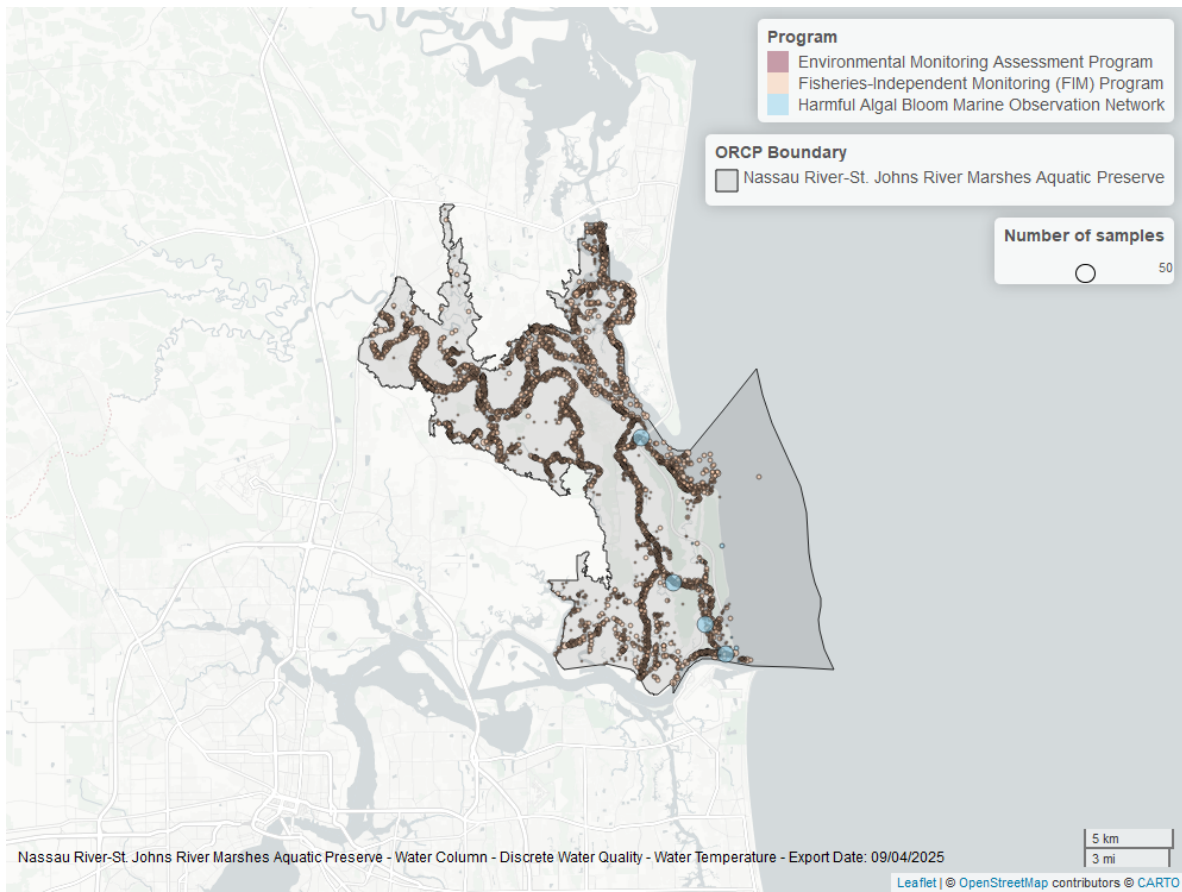 Program
Environmental Monitoring Assessment Program
Fisheries-Independent Monitoring (FIM) Program
Harmful Algal Bloom Marine Observation Network
ORCP Boundary
Nassau River-St. Johns River Marshes Aquatic Preserve
Number of samples
50
5 km
3 mi
Nassau River-St. Johns River Marshes Aquatic Preserve - Water Column - Discrete Water Quality - Water Temperature - Export Date: 09/04/2025
Leaflet | © OpenStreetMap contributors © CARTO